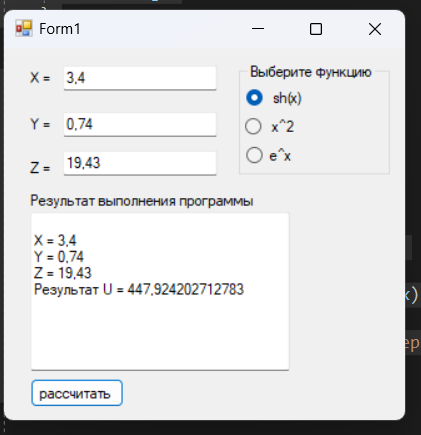 Form1
X = 3,4
Выберите функцию
sh(x)
Y = 0,74
x^2
Z = 19,43
e^x
Результат выполнения программы
X = 3,4
Y = 0,74
Z = 19,43
Результат U = 447,924202712783
x)
ер
рассчитать